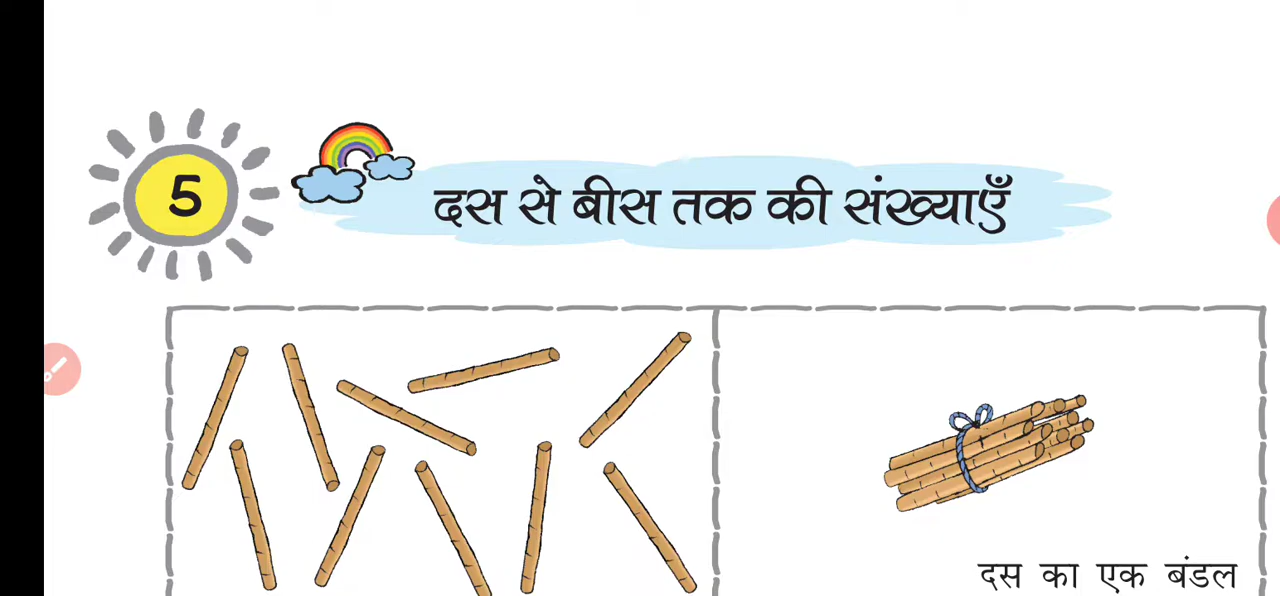 5
दस से बीस तक की संख्याएँ
दस का एक बंडल